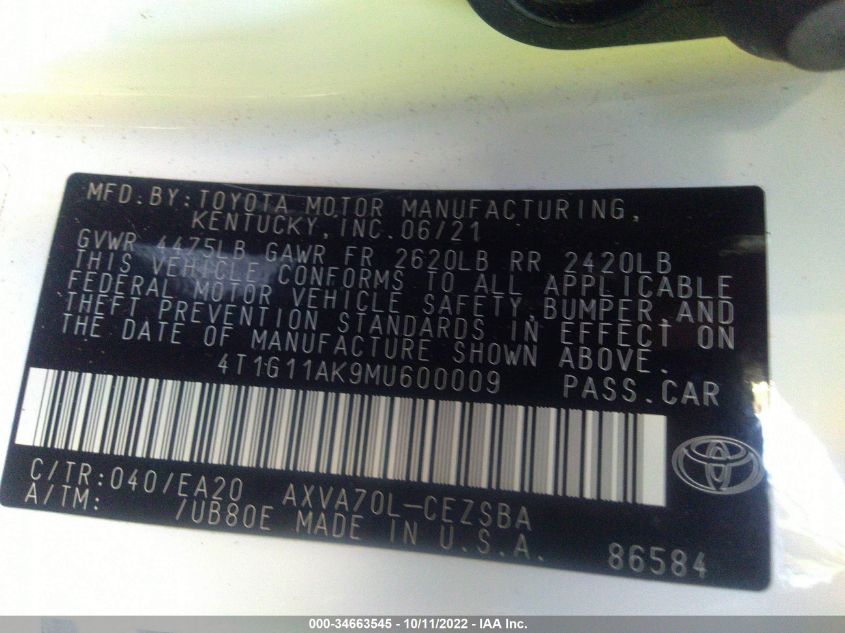 MFD.BY:TOYOTA MOTOR MANUFACTURING,
KENTUCKY,INC.06/21
GVWR 4475LB GAWR FR 2620LB RR 2420LB
THIS VEHICLE CONFORMS TO ALL APPLICABLE
FEDERAL MOTOR VEHICLE SAFETY,BUMPER,AND
THEFT PREVENTION STANDARDS IN EFFECT ON
THE DATE OF MANUFACTURE SHOWN ABOVE.
4T1G11AK9MU600009 PASS.CAR
C/TR:040/EA20 AXVA70L-CEZSBA
A/TM: /UB80E MADE IN U.S.A. 86584
000-34663545 - 10/11/2022 - IAA Inc.